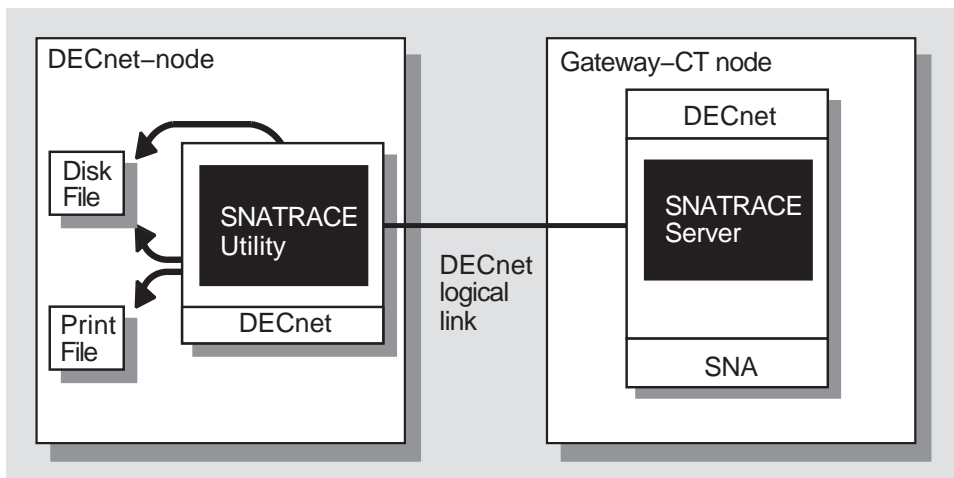 DECnet–node
Disk
File
SNATRACE
Utility
Print
File
DECnet
DECnet
logical
link
Gateway–CT node
DECnet
SNATRACE
Server
SNA